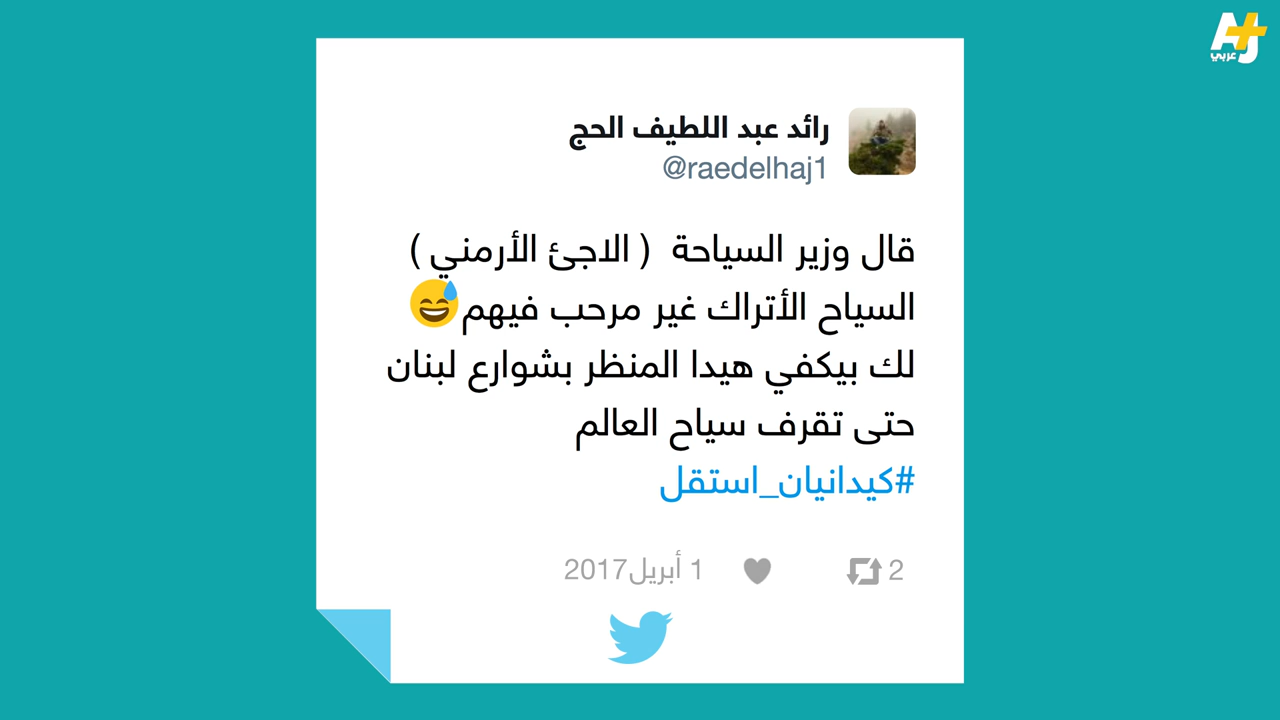 عربي
رائد عبد اللطيف الحج
@raedelhaj1
قال وزير السياحة ( الاجئ الأرمني )
السياح الأتراك غير مرحب فيهم😅
لك بيكفي هيدا المنظر بشوارع لبنان
حتى تقرف سياح العالم
#كيدانيان_استقل
2
1 أبريل2017